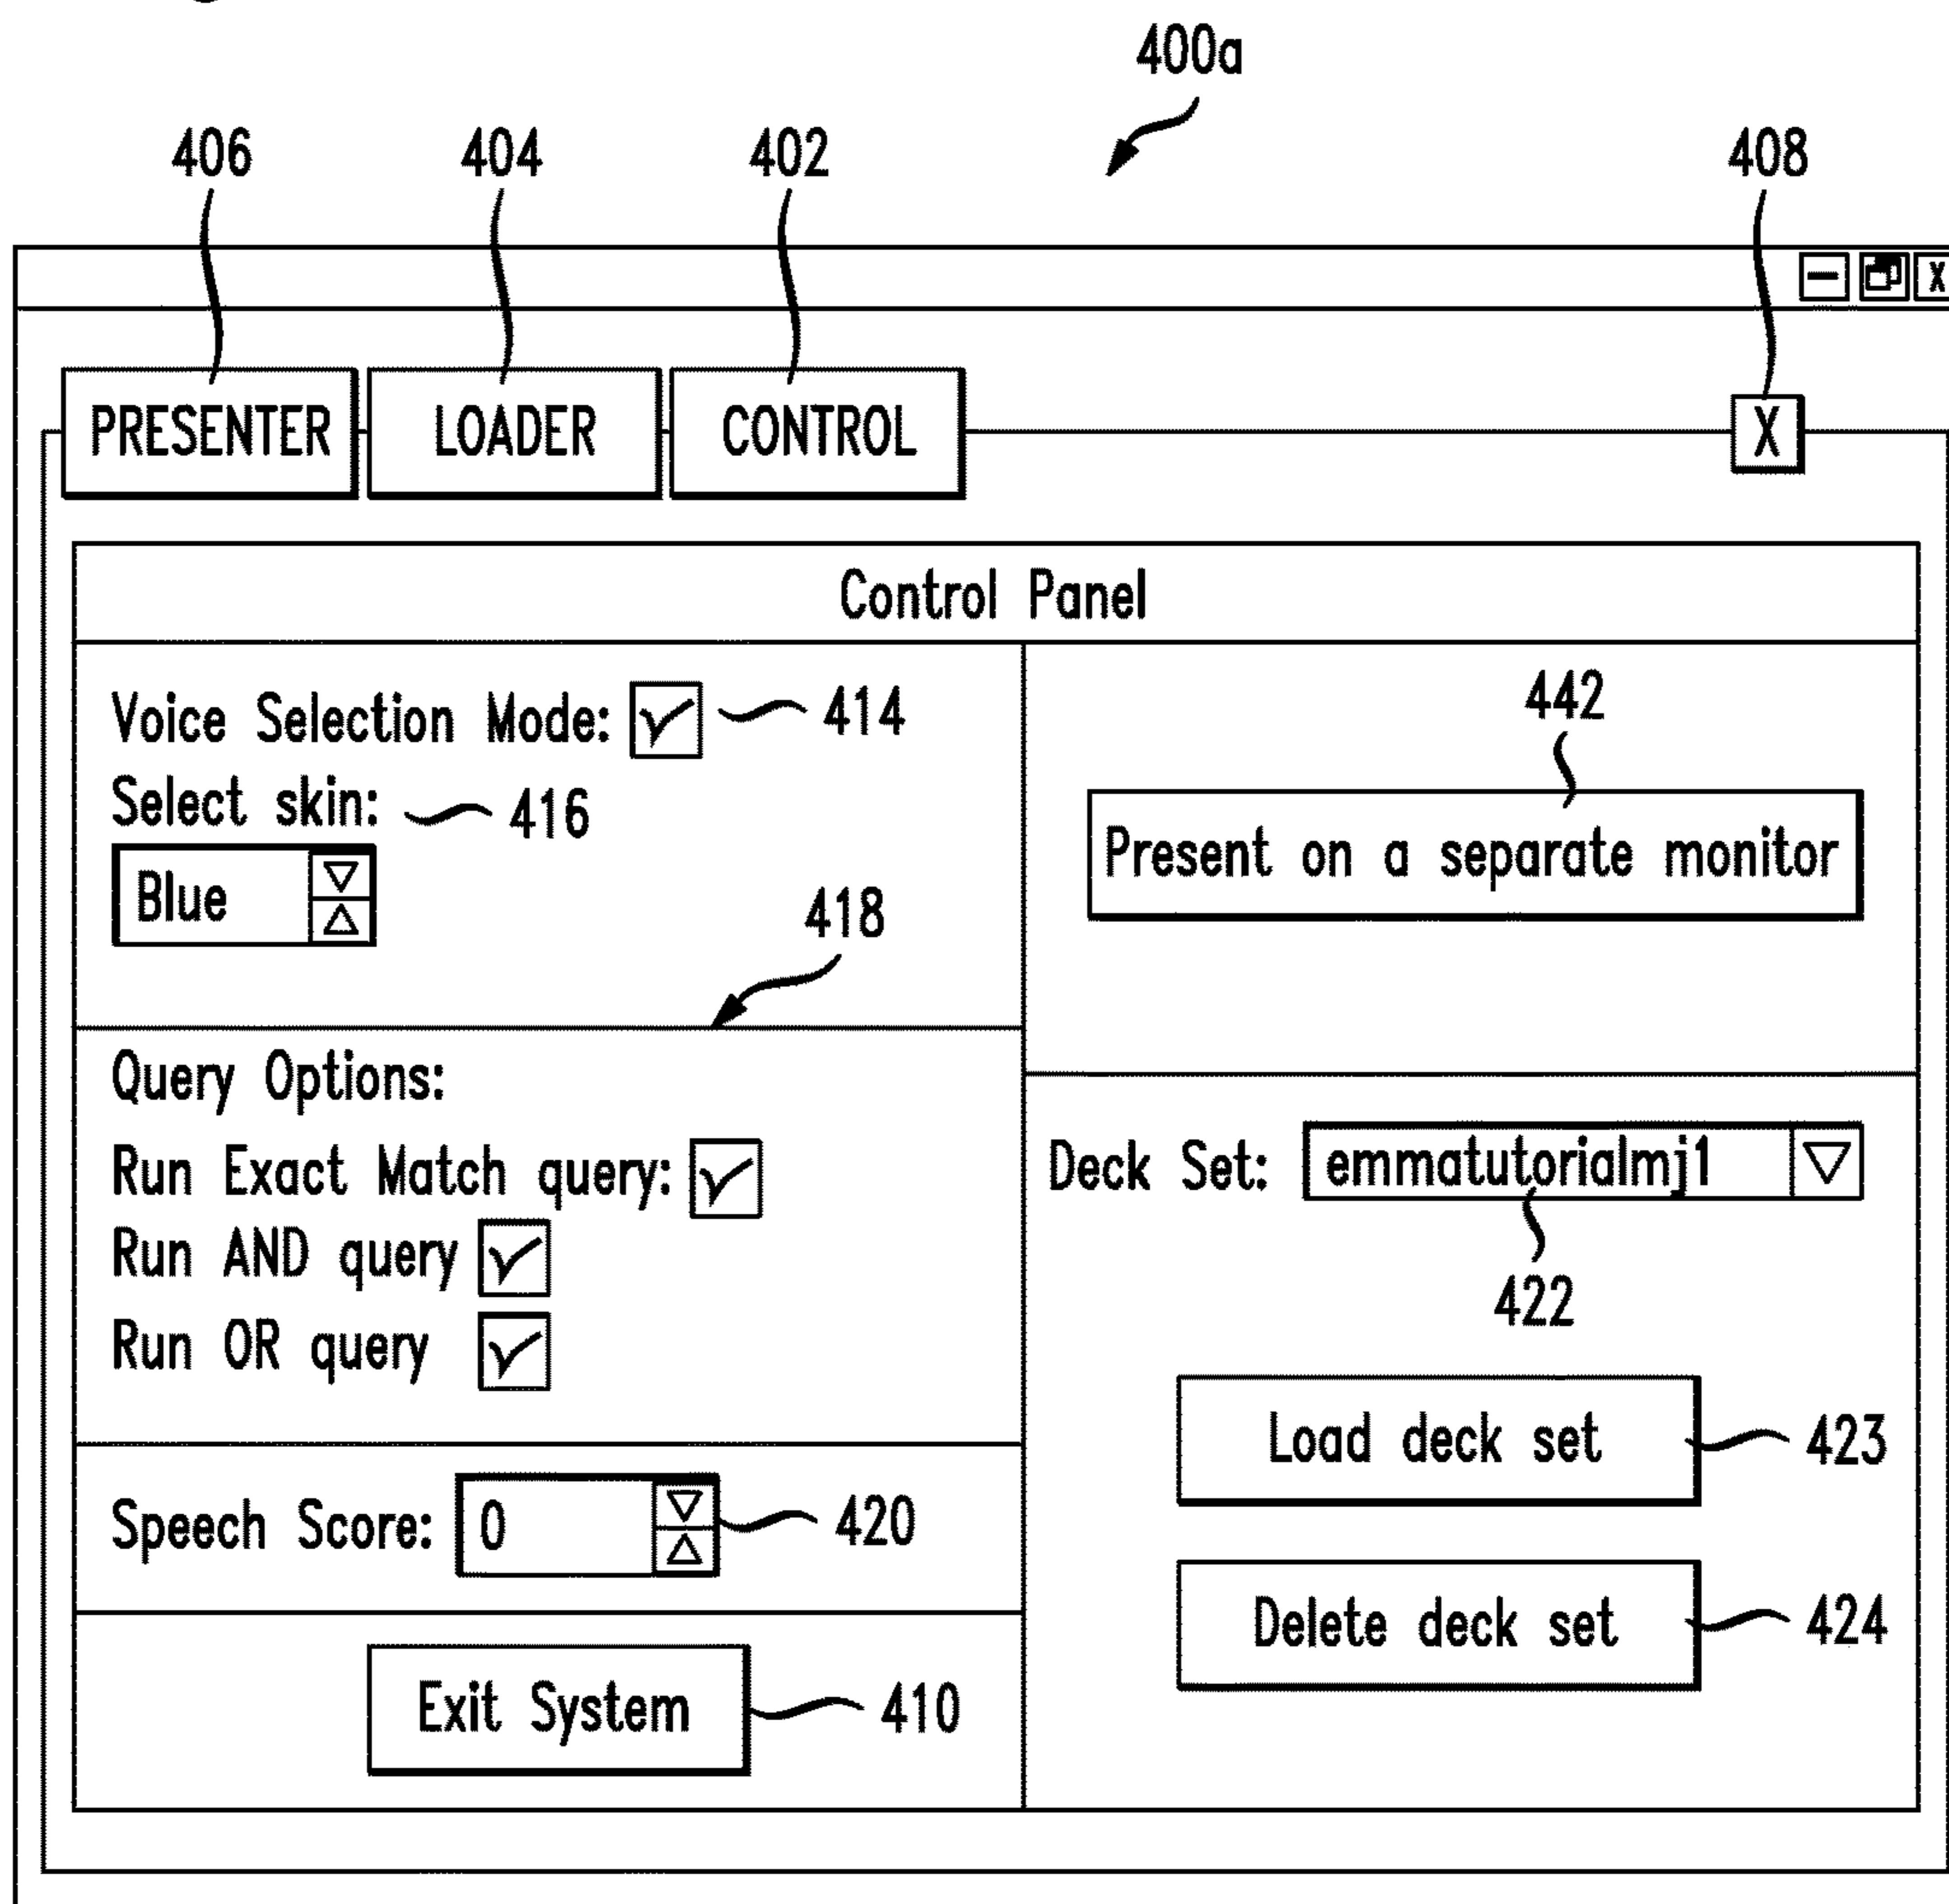 400a
406 404 402 408
X
PRESENTER LOADER CONTROL X
Control Panel
Voice Selection Mode: 414
Select skin: 416
Blue
418
Query Options:
Run Exact Match query:
Run AND query
Run OR query
Speech Score: 0 420
Exit System 410
442
Present on a separate monitor
Deck Set: emmatutorialmj1
422
Load deck set 423
Delete deck set 424